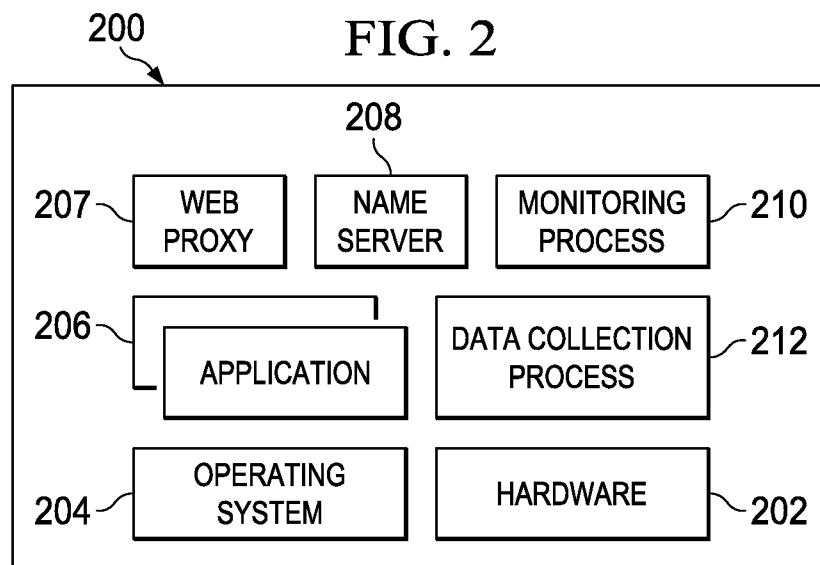 200
FIG. 2
208
207
WEB
PROXY
NAME
SERVER
MONITORING
PROCESS
210
206
APPLICATION
DATA COLLECTION
PROCESS
212
204
OPERATING
SYSTEM
HARDWARE
202